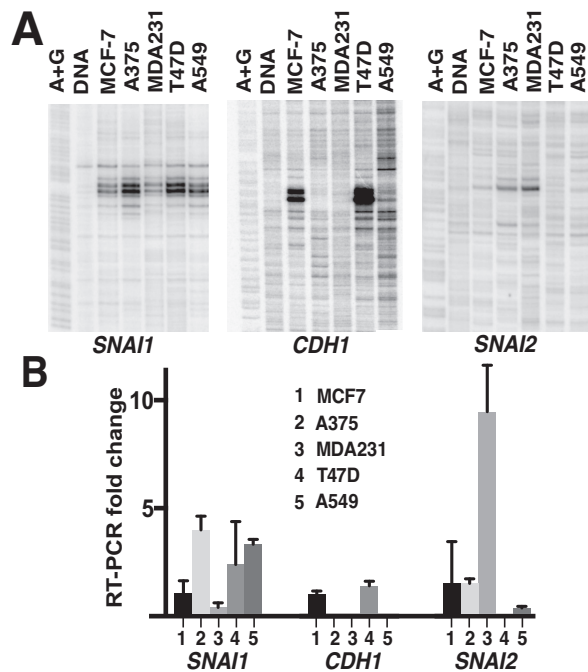 A
A+G DNA MCF-7 A375 MDA231 T47D A549
A+G DNA MCF-7 A375 MDA231 T47D A549
A+G DNA MCF-7 A375 MDA231 T47D A549
SNAI1 CDH1 SNAI2
B
RT-PCR fold change
10
5
1 MCF7
2 A375
3 MDA231
4 T47D
5 A549
1 2 3 4 5 1 2 3 4 5 1 2 3 4 5
SNAI1 CDH1 SNAI2